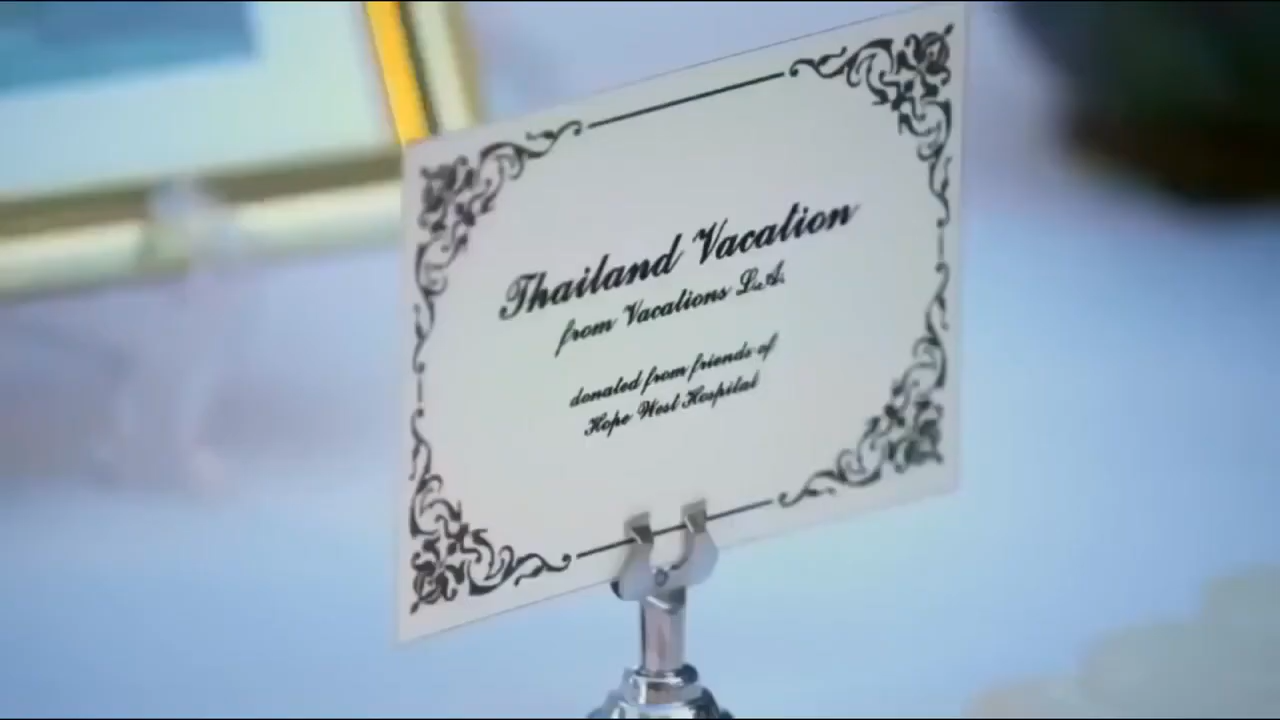 Thailand Vacation
from Vacations L.A.
donated from friends of
Hope West Hospital